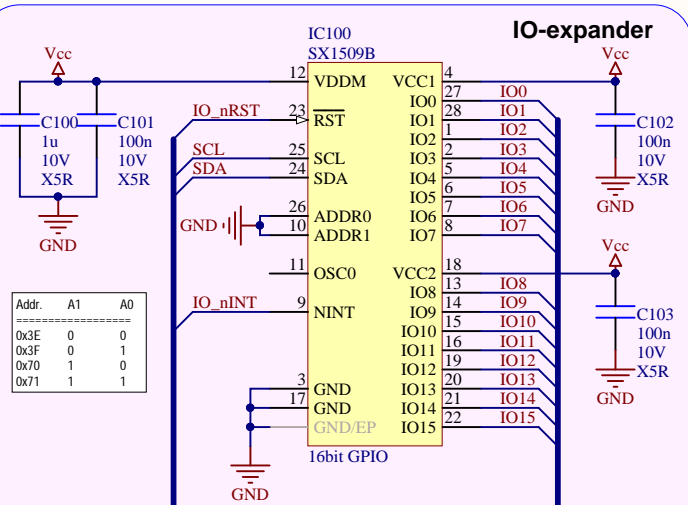 IO-expander
IC100
SX1509B
Vcc
Vcc
12
VDDM
VCC1
4
IO0
27
IO0
IO_nRST
23
RST
IO1
28
IO1
C100
1u
10V
X5R
C101
100n
10V
X5R
IO2
1
IO2
C102
100n
10V
X5R
SCL
25
SCL
IO3
2
IO3
SDA
24
SDA
IO4
5
IO4
IO5
6
IO5
GND
26
ADDR0
IO6
7
IO6
GND
10
ADDR1
IO7
8
IO7
GND
Vcc
11
OSC0
VCC2
18
IO8
13
IO8
Addr. A1 A0
==================
0x3E 0 0
0x3F 0 1
0x70 1 0
0x71 1 1
IO_nINT
9
NINT
IO9
14
IO9
C103
100n
10V
X5R
IO10
15
IO10
IO11
16
IO11
IO12
19
IO12
3
GND
IO13
20
IO13
17
GND
IO14
21
IO14
GND
GND/EP
IO15
22
IO15
16bit GPIO
GND